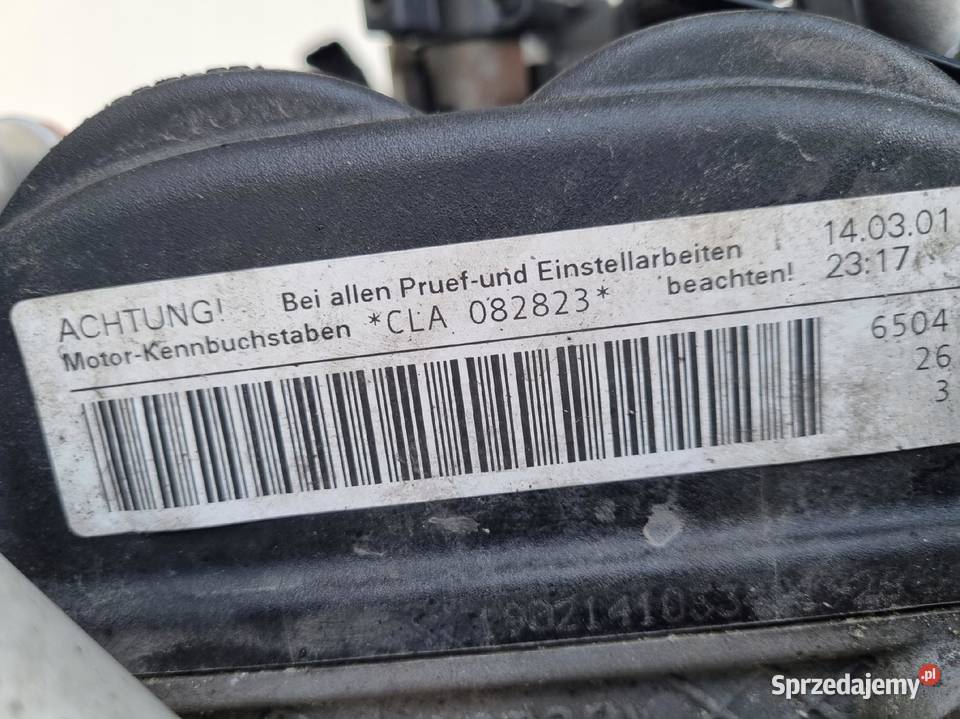 ACHTUNG! Bei allen Pruef-und Einstellarbeiten 14.03.01
Motor-Kennbuchstaben *CLA 082823* beachten! 23:17
6504
26
3
Sprzedajemy.pl